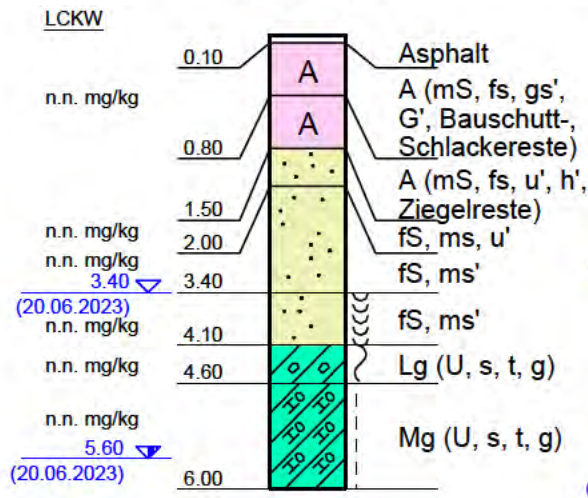 LCKW
0.10
Asphalt
A
n.n. mg/kg
A (mS, fs, gs',
G', Bauschutt-,
Schlackereste)
0.80
A
A (mS, fs, u', h',
Ziegelreste)
1.50
n.n. mg/kg
fS, ms, u'
2.00
n.n. mg/kg
fS, ms'
3.40
3.40
(20.06.2023)
n.n. mg/kg
fS, ms'
4.10
n.n. mg/kg
Lg (U, s, t, g)
4.60
n.n. mg/kg
Mg (U, s, t, g)
5.60
(20.06.2023)
6.00